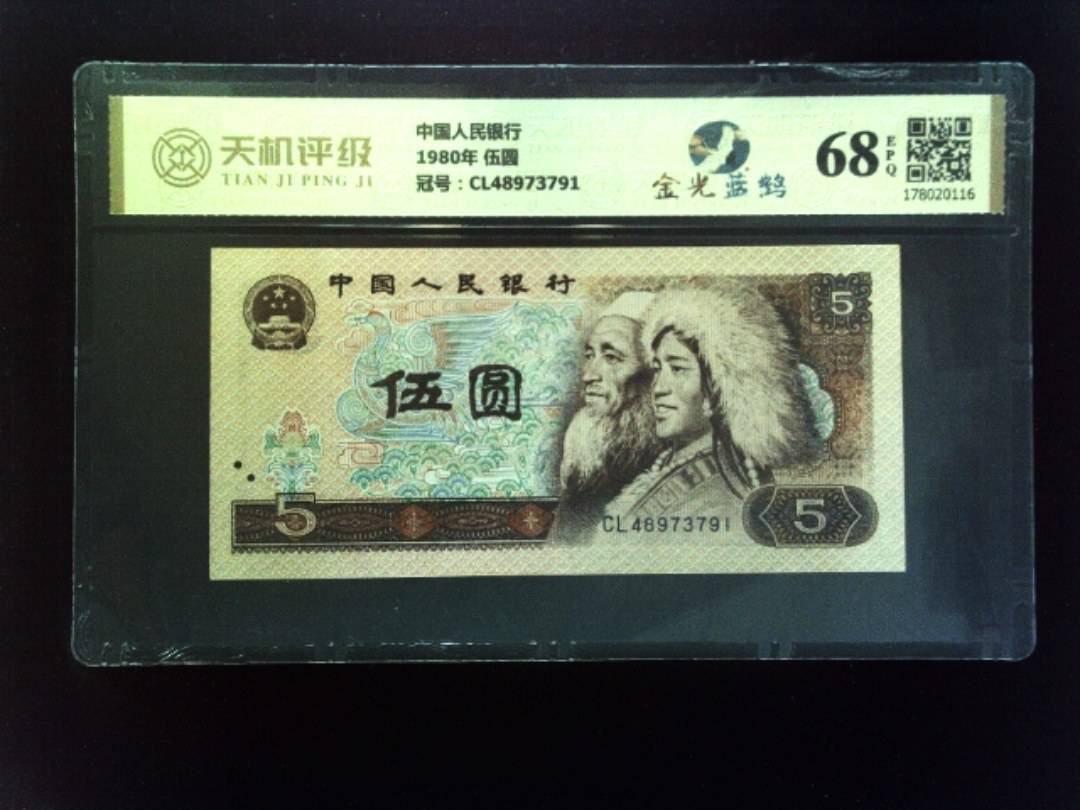 天机评级
TIAN JI PING JI
中国人民银行
1980年 伍圆
冠号：CL48973791
金光蓝鹤
68
EPQ
178020116
中国人民银行
5
伍圆
5
CL48973791
5